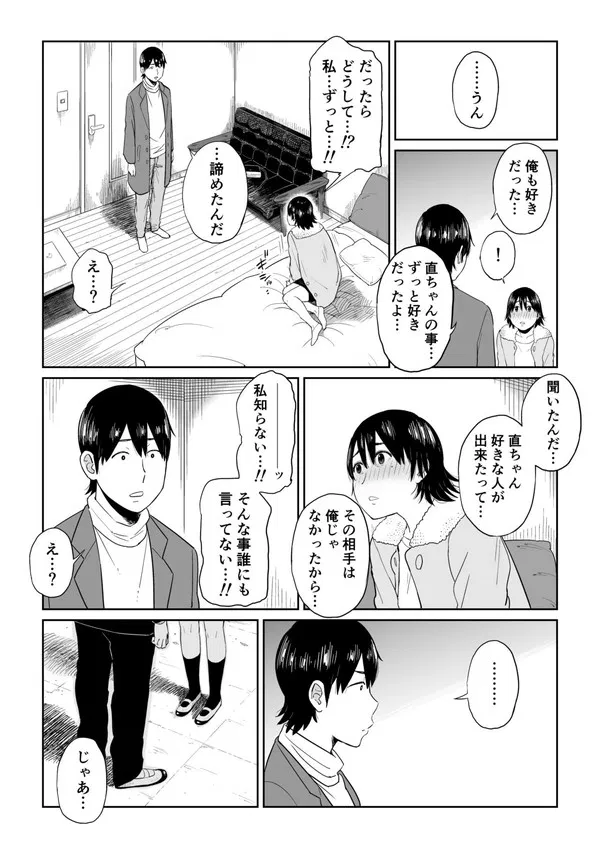 ……うん
俺も好き
だった…
！
直ちゃんの事…
ずっと好き
だったよ…
だったら
どうして…!?
私…ずっと…!!
…諦めたんだ
え…？
聞いたんだ…
直ちゃん
好きな人が
出来たって…
その相手は
俺じゃ
なかったから…
――――ッ
私知らない…!!
そんな事誰にも
言ってない…!!
え…？
………
じゃあ…